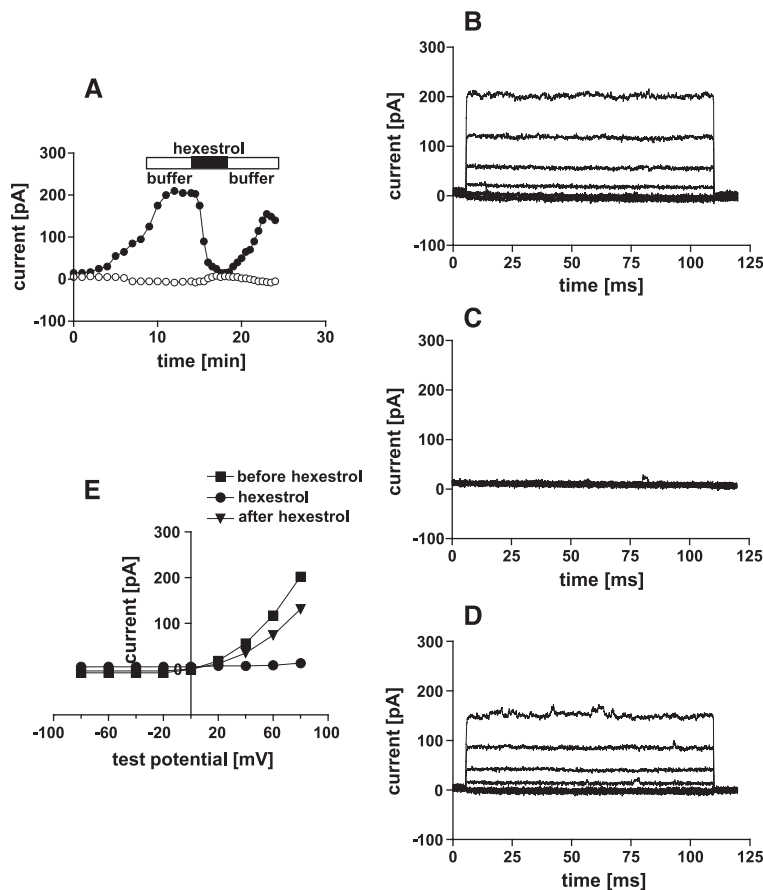 A
hexestrol
buffer
buffer
300
200
100
0
-100
current [pA]
0
10
20
30
time [min]
B
300
200
100
0
-100
current [pA]
0
25
50
75
100
125
time [ms]
C
300
200
100
0
-100
current [pA]
0
25
50
75
100
125
time [ms]
E
before hexestrol
hexestrol
after hexestrol
300
200
100
0
current [pA]
-100
-80
-60
-40
-20
0
20
40
60
80
100
test potential [mV]
D
300
200
100
0
-100
current [pA]
0
25
50
75
100
125
time [ms]